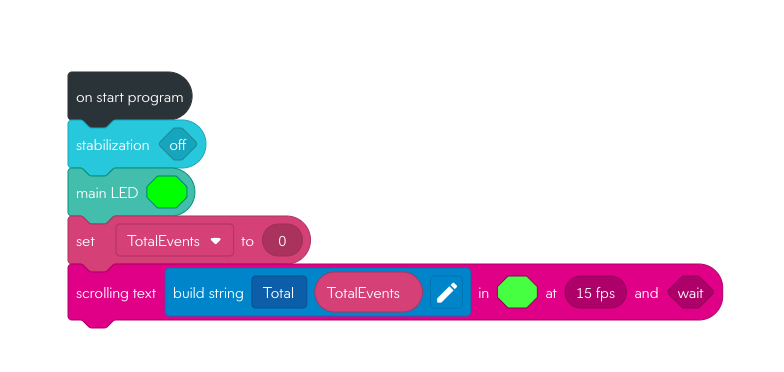 on start program
stabilization off
main LED
set TotalEvents to 0
scrolling text build string Total TotalEvents in at 15 fps and wait